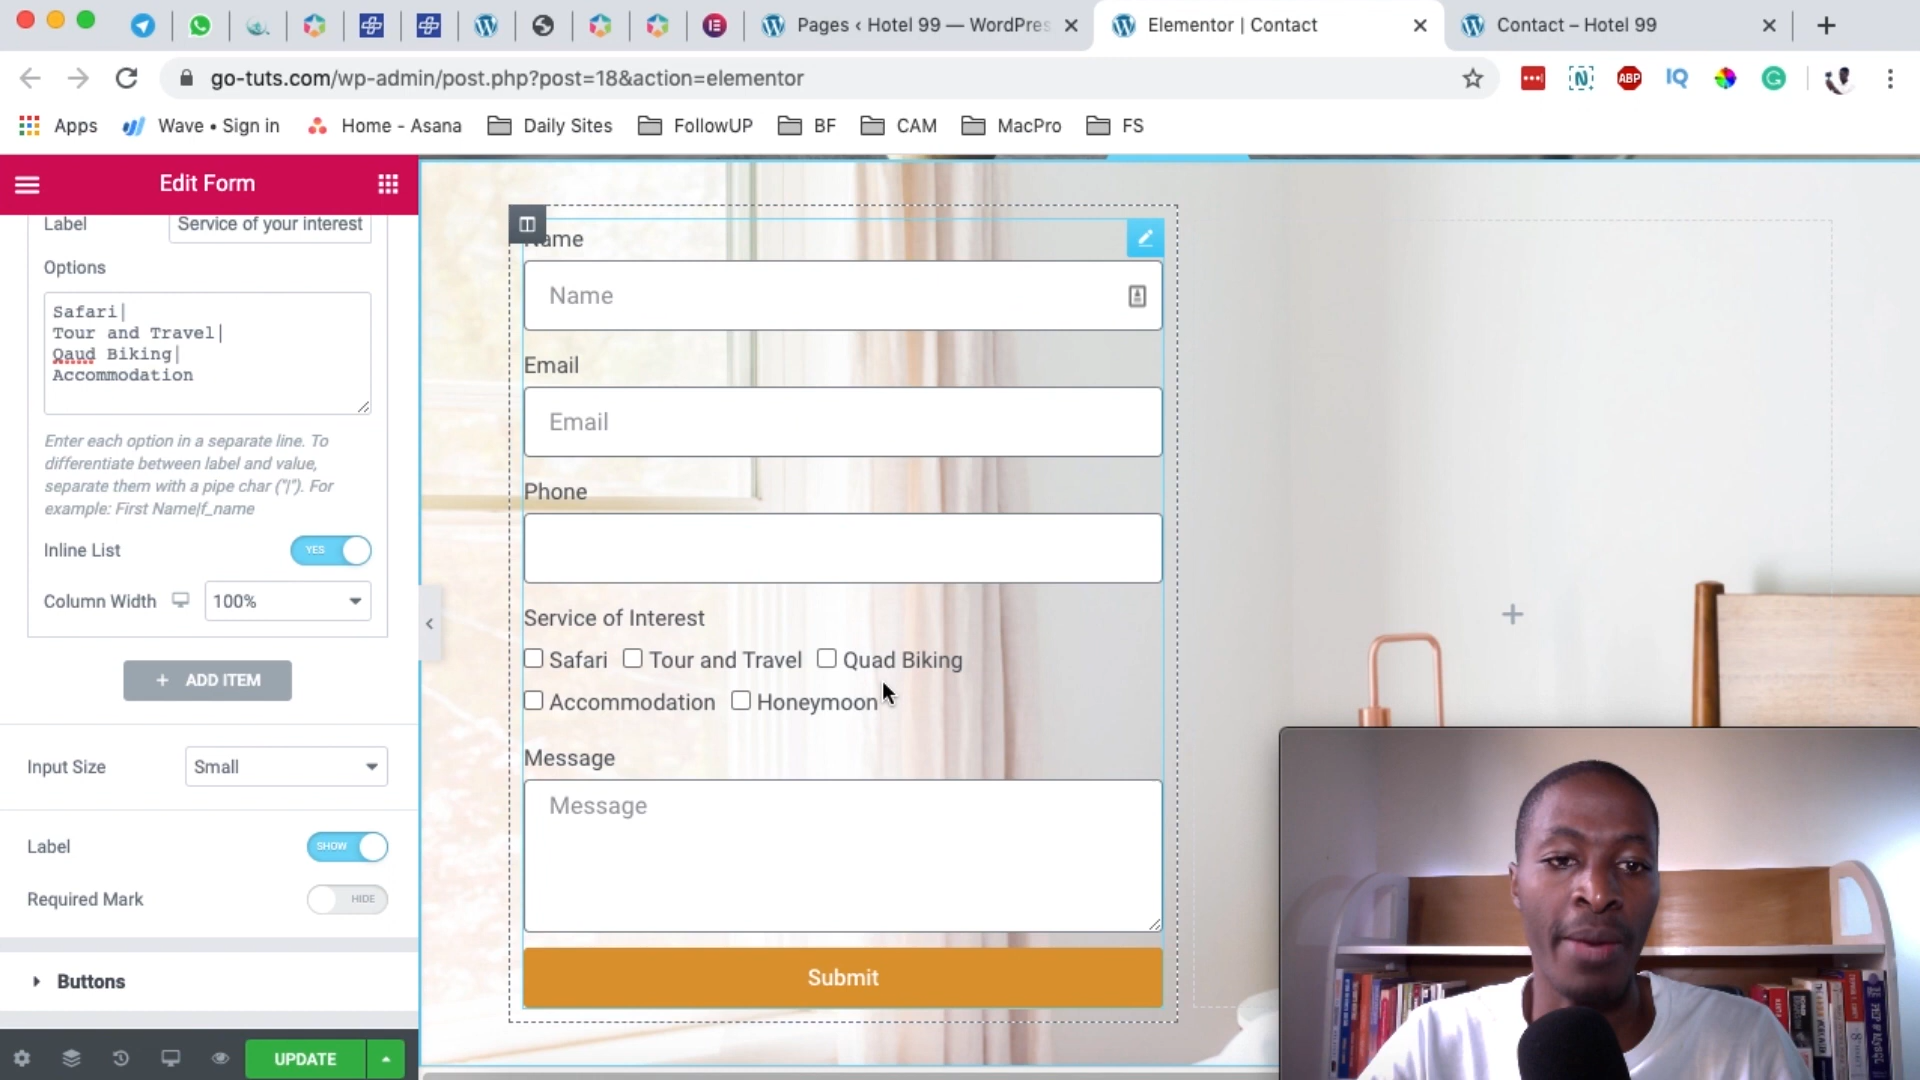 Pages ‹ Hotel 99 — WordPres
Elementor | Contact
Contact – Hotel 99
go-tuts.com/wp-admin/post.php?post=18&action=elementor
ABP
IQ
Apps
Wave • Sign in
Home - Asana
Daily Sites
FollowUP
BF
CAM
MacPro
FS
Edit Form
Label
Service of your interest
Options
Safari|
Tour and Travel|
Qaud Biking|
Accommodation
Enter each option in a separate line. To
differentiate between label and value,
separate them with a pipe char ("|"). For
example: First Name|f_name
Inline List
YES
Column Width
100%
+ ADD ITEM
Input Size
Small
Label
SHOW
Required Mark
HIDE
Buttons
UPDATE
Name
Name
Email
Email
Phone
Service of Interest
Safari
Tour and Travel
Quad Biking
Accommodation
Honeymoon
Message
Message
Submit